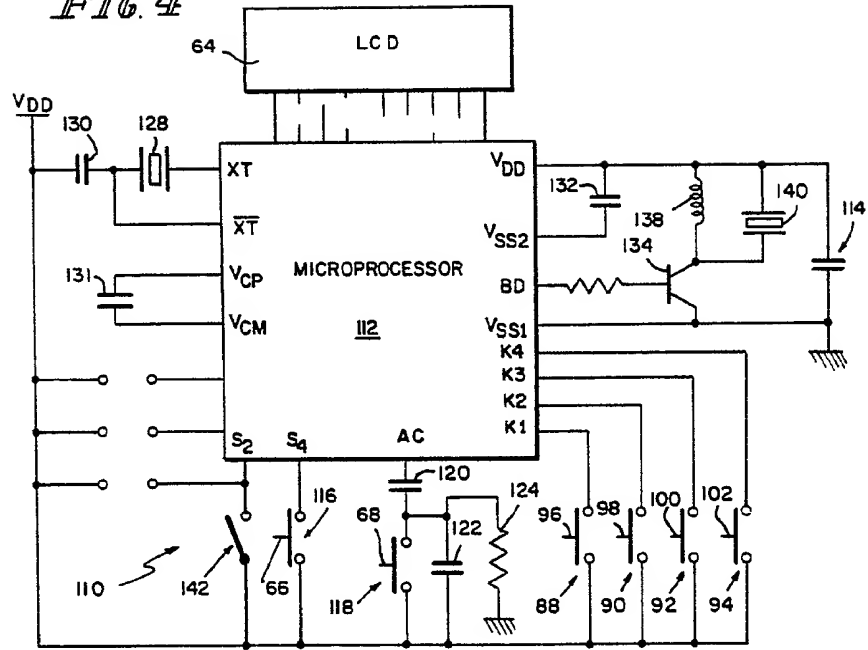 FIG. 4
LCD
64
VDD
130
128
XT
XT
131
VCP
VCM
MICROPROCESSOR
112
VDD
132
VSS2
138
140
114
134
BD
VSS1
K4
K3
K2
K1
S2
S4
AC
120
116
68
124
96
98
100
102
122
110
142
66
118
88
90
92
94